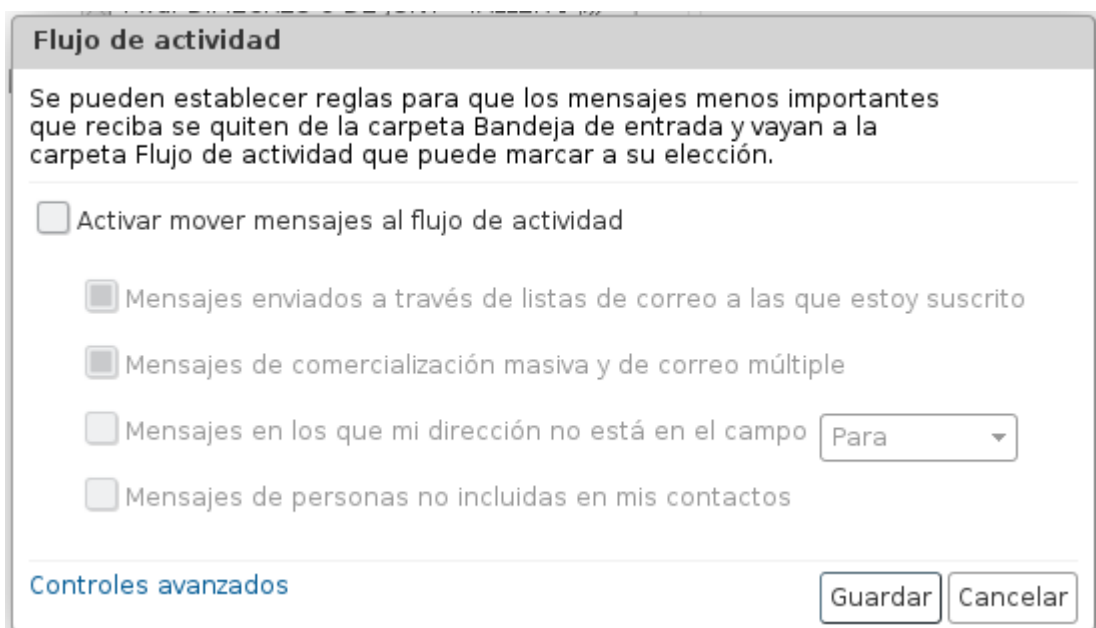 Flujo de actividad
Se pueden establecer reglas para que los mensajes menos importantes
que reciba se quiten de la carpeta Bandeja de entrada y vayan a la
carpeta Flujo de actividad que puede marcar a su elección.
Activar mover mensajes al flujo de actividad
Mensajes enviados a través de listas de correo a las que estoy suscrito
Mensajes de comercialización masiva y de correo múltiple
Mensajes en los que mi dirección no está en el campo Para
Mensajes de personas no incluidas en mis contactos
Controles avanzados Guardar Cancelar